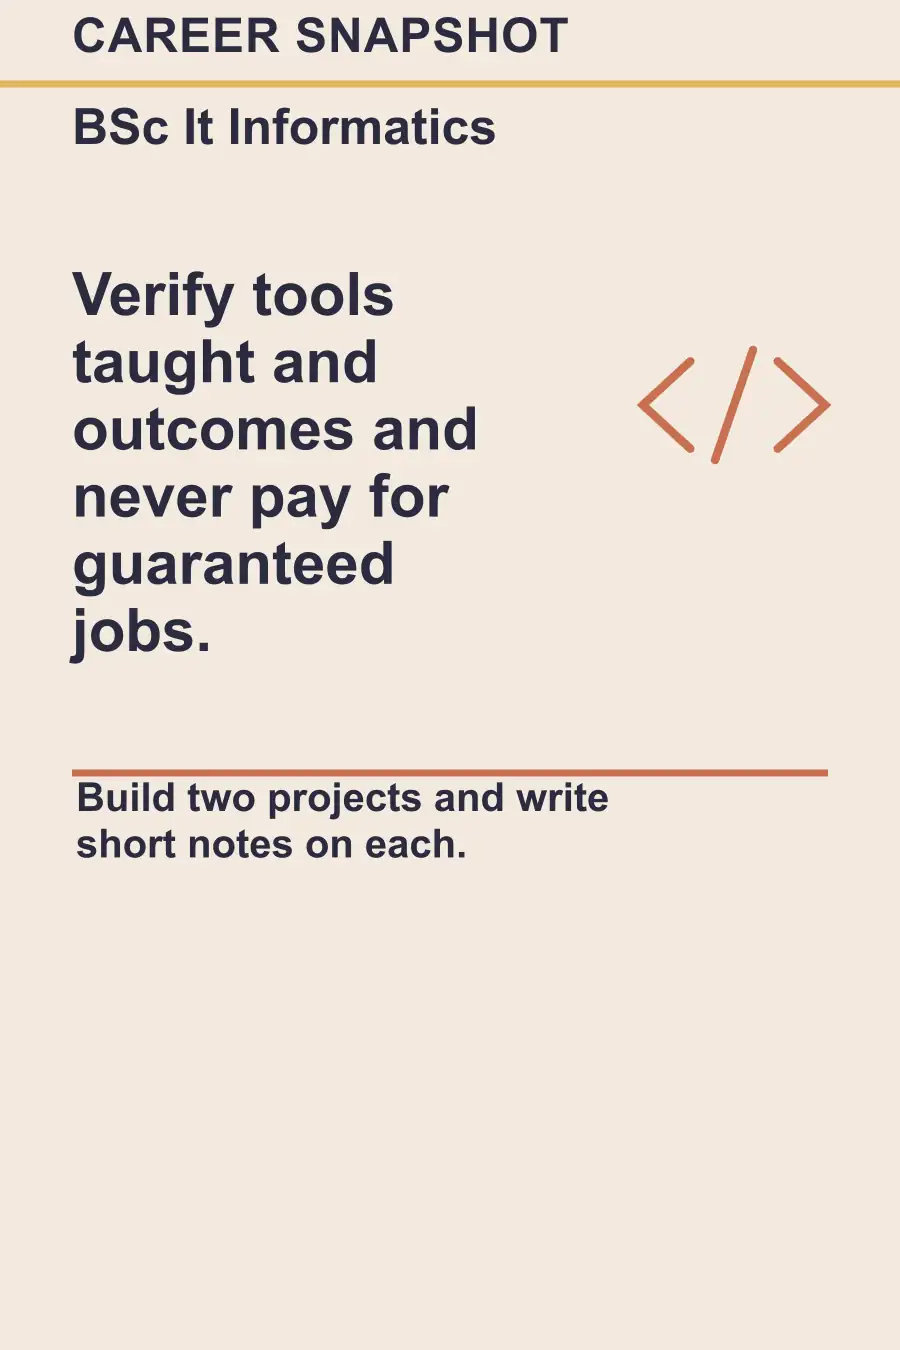 CAREER SNAPSHOT
BSc It Informatics
Verify tools
taught and
outcomes and
never pay for
guaranteed
jobs.
Build two projects and write
short notes on each.